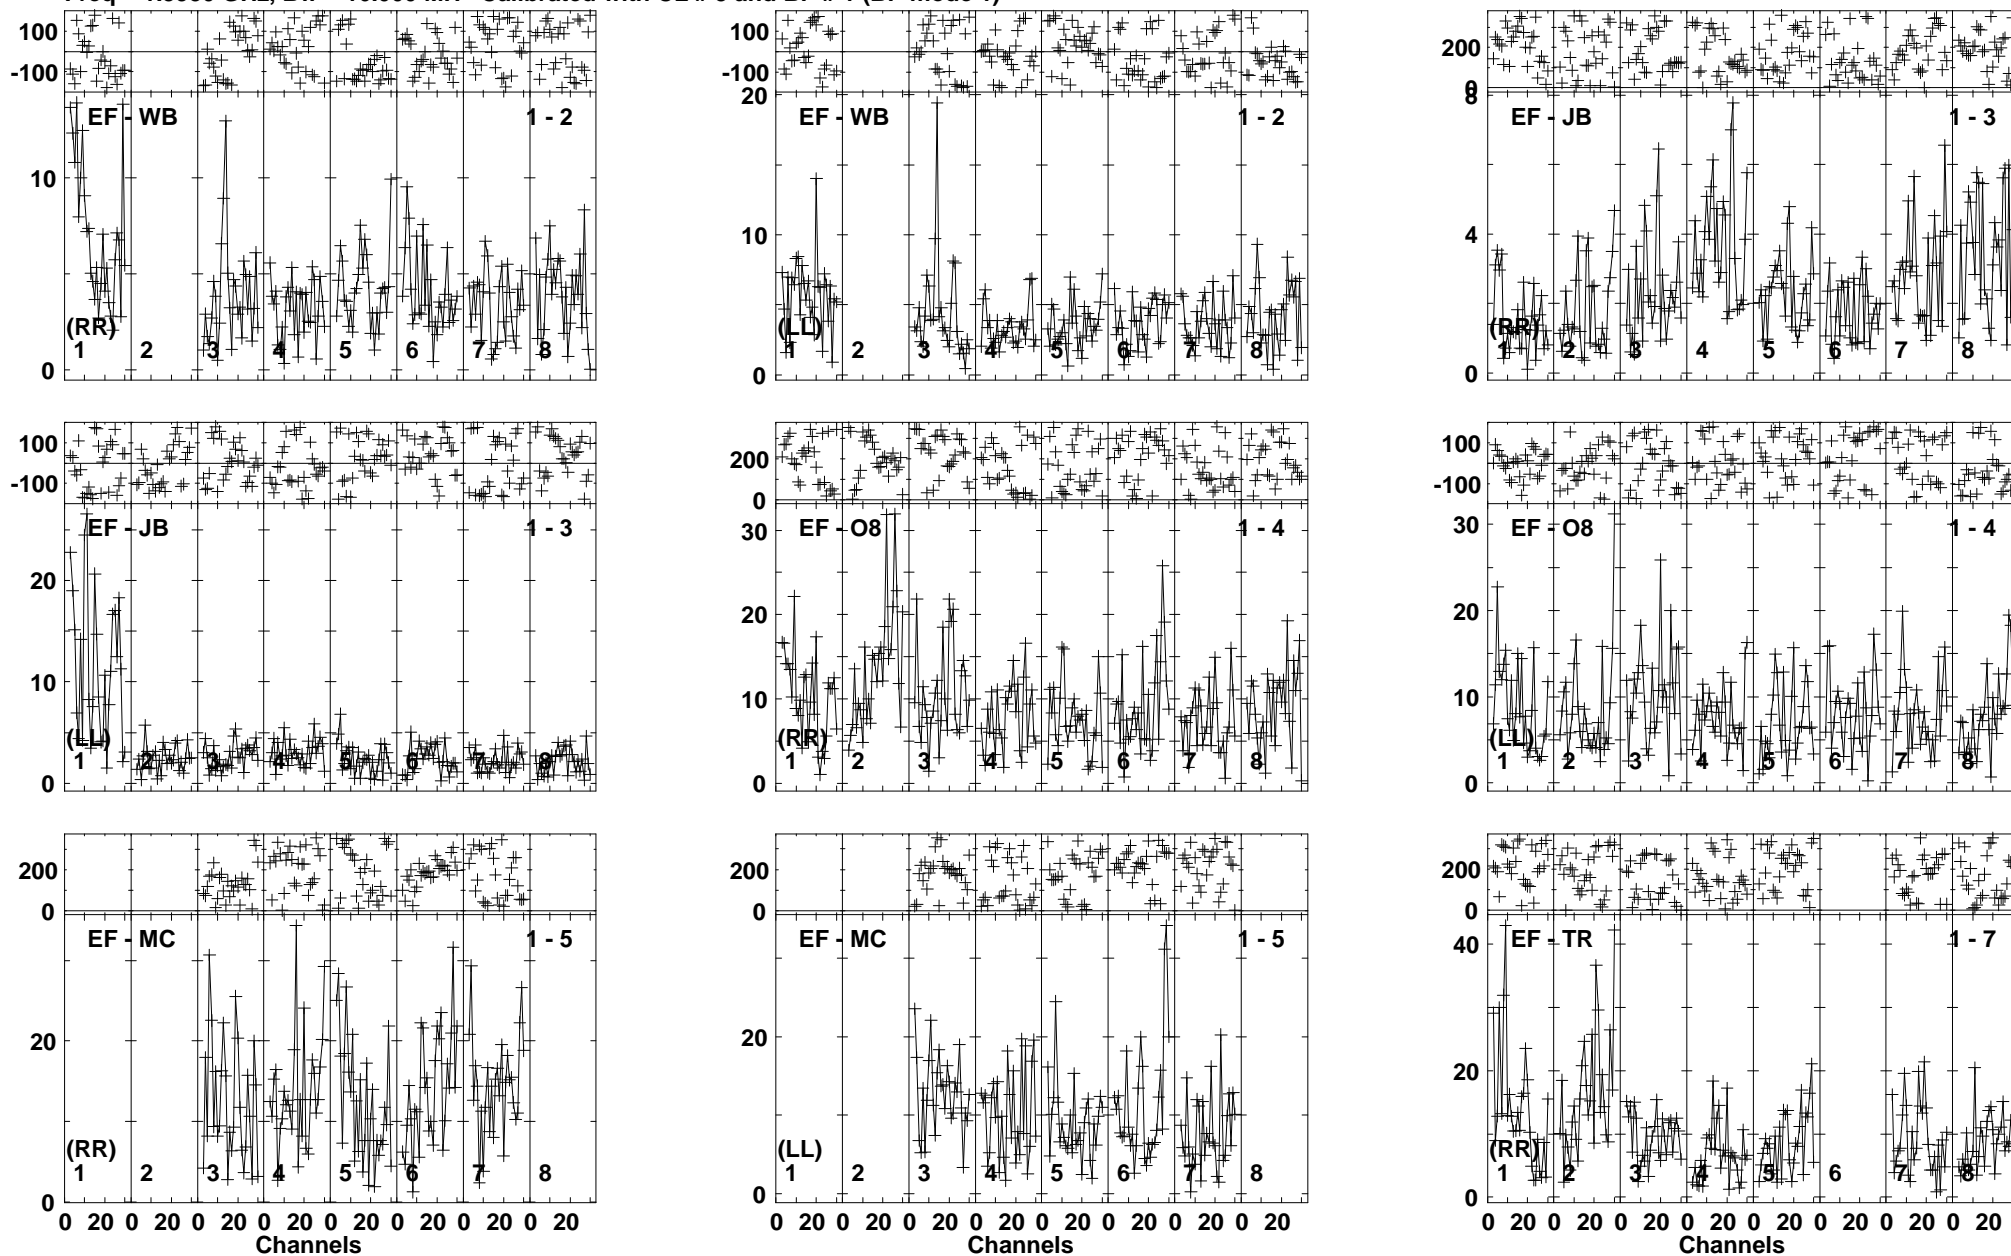 100 100 200
-100 -100 0
EF - WB 1 - 2
10
0
(RR)
1 2 3 4 5 6 7 8
20
EF - WB 1 - 2
10
0
(LL)
1 2 3 4 5 6 7 8
8
EF - JB 1 - 3
4
0
(RR)
1 2 3 4 5 6 7 8
100 200 100
-100 0 -100
EF - JB 1 - 3
20
10
0
(LL)
1 2 3 4 5 6 7 8
EF - O8 1 - 4
30
20
10
0
(RR)
1 2 3 4 5 6 7 8
EF - O8 1 - 4
30
20
10
0
(LL)
1 2 3 4 5 6 7 8
200 200 200
0 0
EF - MC 1 - 5
20
0
(RR)
1 2 3 4 5 6 7 8
0 20 0 20 0 20 0 20 0 20 0 20 0 20 0 20
Channels
EF - MC 1 - 5
20
0
(LL)
1 2 3 4 5 6 7 8
0 20 0 20 0 20 0 20 0 20 0 20 0 20 0 20
Channels
EF - TR 1 - 7
40
20
0
(RR)
1 2 3 4 5 6 7 8
0 20 0 20 0 20 0 20 0 20 0 20 0 20 0 20
Channels